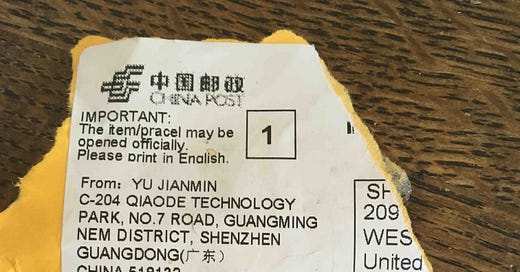 中国邮政
CHINA POST
IMPORTANT:
The item/pracel may be
opened officially.
Please print in English.
1
From: YU JIANMIN
C-204 QIAODE TECHNOLOGY
PARK, NO.7 ROAD, GUANGMING
NEM DISTRICT, SHENZHEN
GUANGDONG(广东)
CHINA 518132
SH
209
WES
United